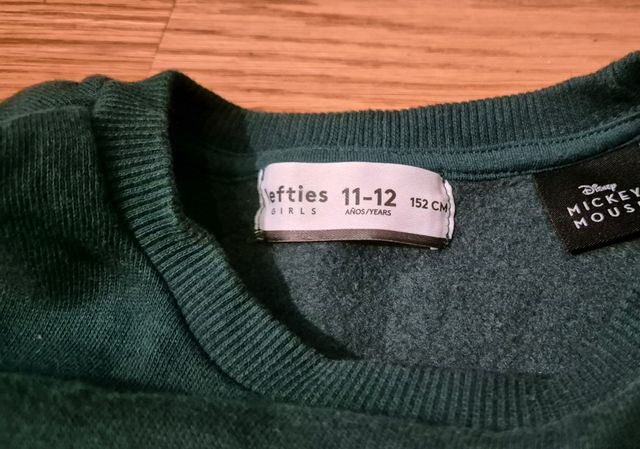 lefties 11-12 152 CM
GIRLS AÑOS/YEARS
Disney
MICKEY
MOUSE